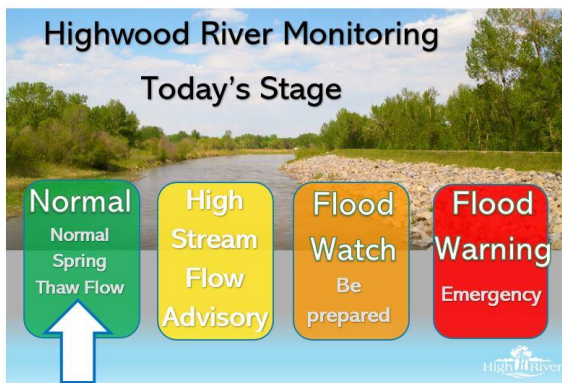 Highwood River Monitoring
Today's Stage
Normal
Normal
Spring
Thaw Flow
High
Stream
Flow
Advisory
Flood
Watch
Be
prepared
Flood
Warning
Emergency
High River